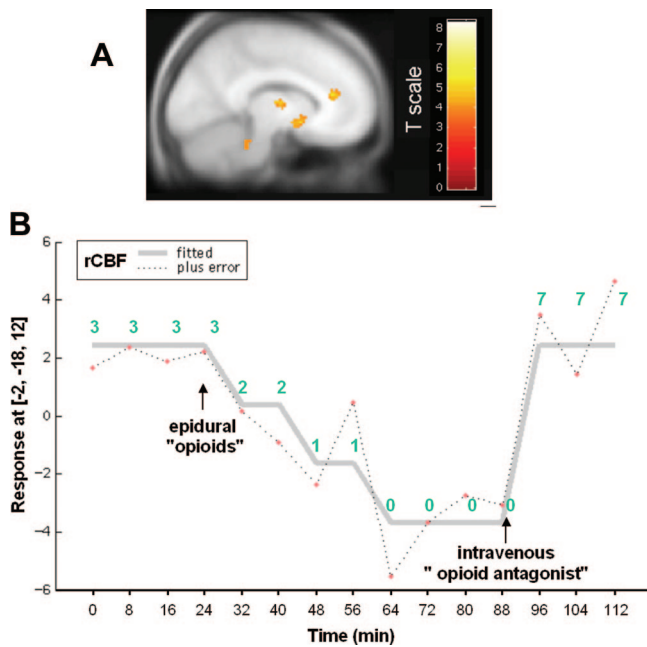 A
T scale
8
7
6
5
4
3
2
1
0
B
6
4
2
0
−2
−4
−6
Response at [-2, -18, 12]
rCBF
fitted
plus error
3 3 3 3
2 2
1 1
0 0 0 0
7 7 7
epidural
"opioids"
intravenous
" opioid antagonist"
0 8 16 24 32 40 48 56 64 72 80 88 96 104 112
Time (min)